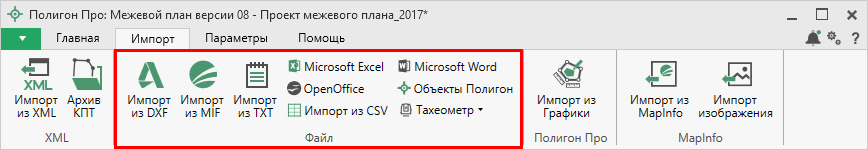 Полигон Про: Межевой план версии 08 - Проект межевого плана_2017*
Главная Импорт Параметры Помощь
XML
Импорт из XML
Архив КПТ
XML
Импорт из DXF
Импорт из MIF
Импорт из TXT
Microsoft Excel
OpenOffice
Импорт из CSV
Microsoft Word
Объекты Полигон
Тахеометр
Файл
Импорт из Графики
Полигон Про
Импорт из MapInfo
Импорт изображения
MapInfo